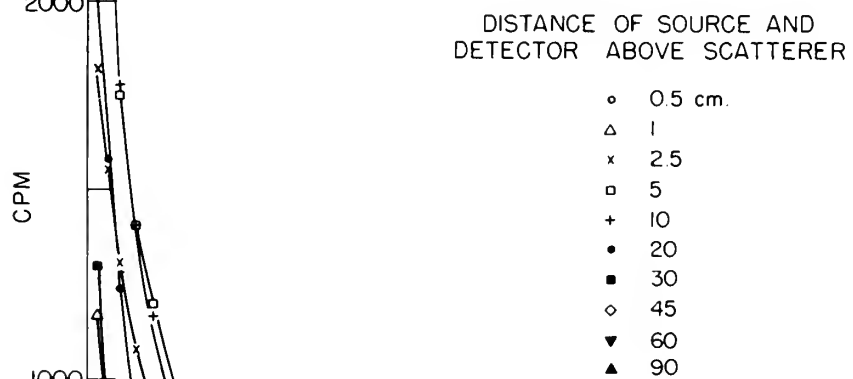 2000
DISTANCE OF SOURCE AND
DETECTOR ABOVE SCATTERER
0.5 cm.
1
2.5
5
CPM
10
20
30
45
60
90
1000